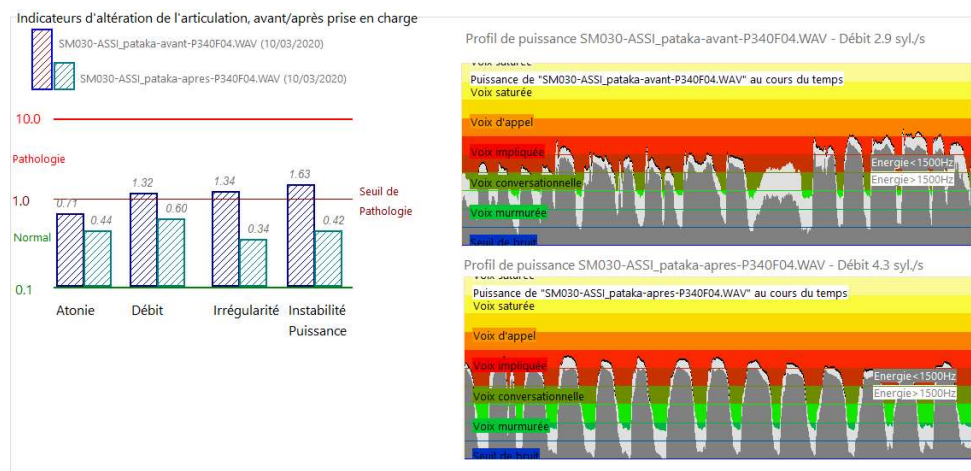 Indicateurs d'altération de l'articulation, avant/après prise en charge
SM030-ASSI_pataka-avant-P340F04.WAV (10/03/2020)
SM030-ASSI_pataka-apres-P340F04.WAV (10/03/2020)
10.0
Pathologie
1.0
Normal
0.1
0.71
0.44
1.32
0.60
1.34
0.34
1.63
0.42
Seuil de
Pathologie
Atonie
Débit
Irrégularité
Instabilité
Puissance
Profil de puissance SM030-ASSI_pataka-avant-P340F04.WAV - Débit 2.9 syl./s
Voix saturée
Puissance de "SM030-ASSI_pataka-avant-P340F04.WAV" au cours du temps
Voix saturée
Voix d'appel
Voix impliquée
Energie<1500Hz
Energie>1500Hz
Voix conversationnelle
Voix murmurée
Seuil de bruit
Profil de puissance SM030-ASSI_pataka-apres-P340F04.WAV - Débit 4.3 syl./s
Puissance de "SM030-ASSI_pataka-apres-P340F04.WAV" au cours du temps
Voix saturée
Voix d'appel
Voix impliquée
Energie<1500Hz
Energie>1500Hz
Voix conversationnelle
Voix murmurée
Seuil de bruit